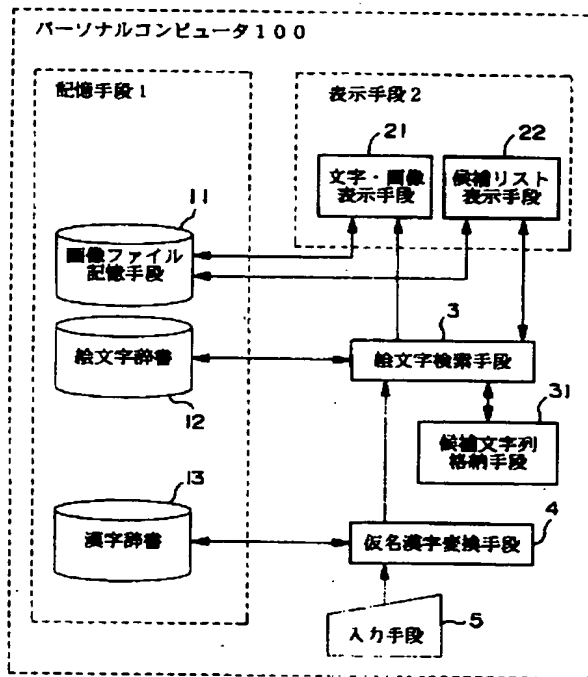 パーソナルコンピュータ100
記憶手段1
表示手段2
21
22
文字・画像
表示手段
候補リスト
表示手段
11
画像ファイル
記憶手段
3
絵文字辞書
絵文字検索手段
12
31
候補文字列
格納手段
13
4
漢字辞書
仮名漢字変換手段
入力手段
5